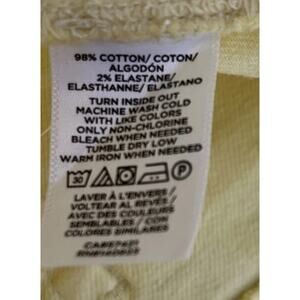 98% COTTON/ COTON/
ALGODÓN
2% ELASTANE/
ELASTHANNE/ ELASTANO
TURN INSIDE OUT
MACHINE WASH COLD
WITH LIKE COLORS
ONLY NON-CHLORINE
BLEACH WHEN NEEDED
TUMBLE DRY LOW
WARM IRON WHEN NEEDED
30 P
LAVER À L'ENVERS/
VOLTEAR AL REVÉS/
AVEC DES COULEURS
SEMBLABLES/ CON
COLORES SIMILARES